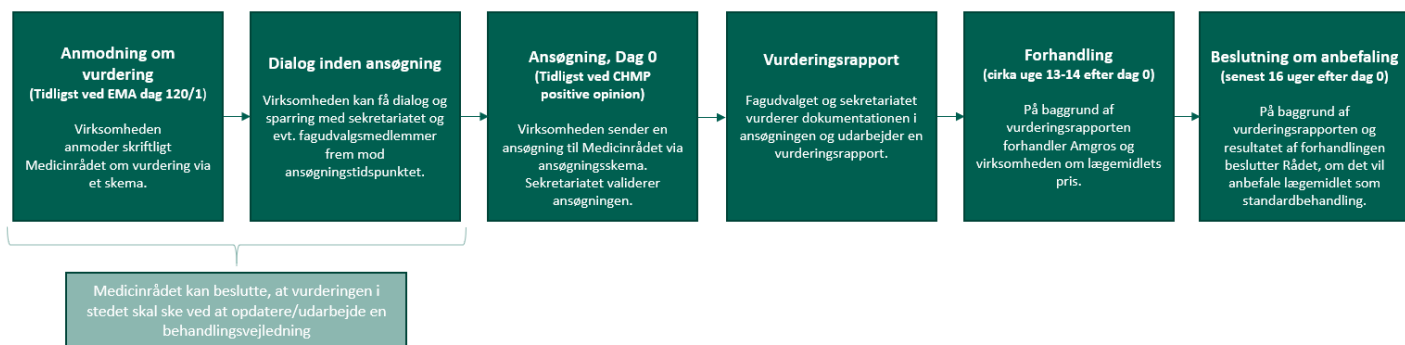 Anmodning om
vurdering
(Tidligst ved EMA dag 120/1)
Virksomheden
anmoder skriftligt
Medicinrådet om vurdering via
et skema.
Dialog inden ansøgning
Virksomheden kan få dialog og
sparring med sekretariatet og
evt. fagudvalgsmedlemmer
frem mod
ansøgningstidspunktet.
Ansøgning, Dag 0
(Tidligst ved CHMP
positive opinion)
Virksomheden sender en
ansøgning til Medicinrådet via
ansøgningsskema.
Sekretariatet validerer
ansøgningen.
Vurderingsrapport
Fagudvalget og sekretariatet
vurderer dokumentationen i
ansøgningen og udarbejder en
vurderingsrapport.
Forhandling
(cirka uge 13-14 efter dag 0)
På baggrund af
vurderingsrapporten
forhandler Amgros og
virksomheden om lægemidlets
pris.
Beslutning om anbefaling
(senest 16 uger efter dag 0)
På baggrund af
vurderingsrapporten og
resultatet af forhandlingen
beslutter Rådet, om det vil
anbefale lægemidlet som
standardbehandling.
Medicinrådet kan beslutte, at vurderingen i
stedet skal ske ved at opdatere/udarbejde en
behandlingsvejledning